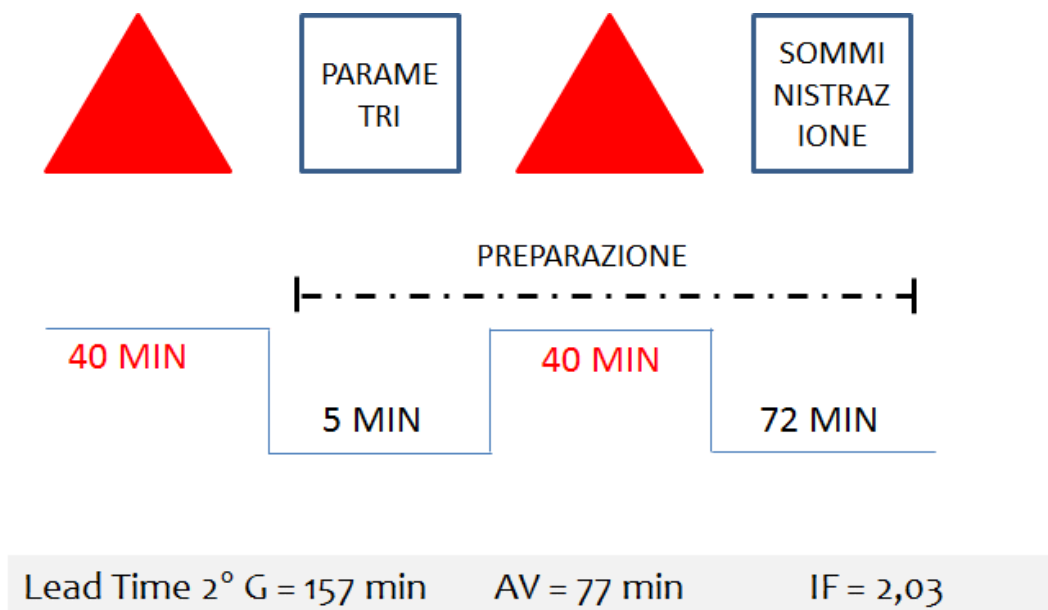 PARAME
TRI
SOMMI
NISTRAZ
IONE
PREPARAZIONE
40 MIN
5 MIN
40 MIN
72 MIN
Lead Time 2° G = 157 min AV = 77 min IF = 2,03